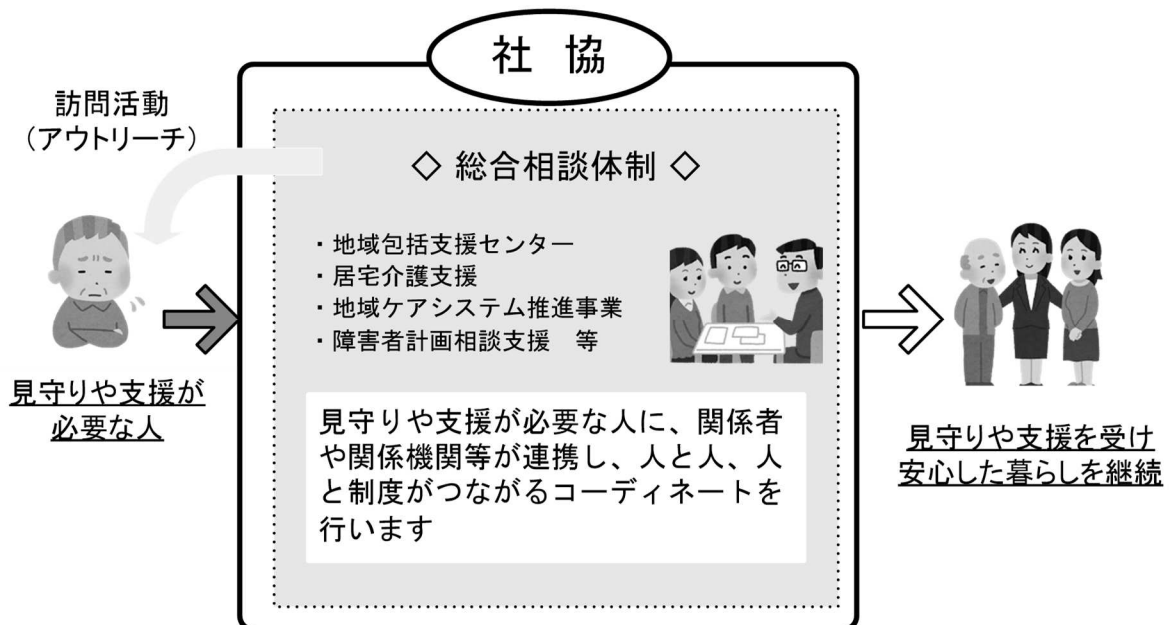 社 協
訪問活動
（アウトリーチ）
◇ 総合相談体制 ◇
・地域包括支援センター
・居宅介護支援
・地域ケアシステム推進事業
・障害者計画相談支援　等
見守りや支援が
必要な人
見守りや支援が必要な人に、関係者
や関係機関等が連携し、人と人、人
と制度がつながるコーディネートを
行います
見守りや支援を受け
安心した暮らしを継続